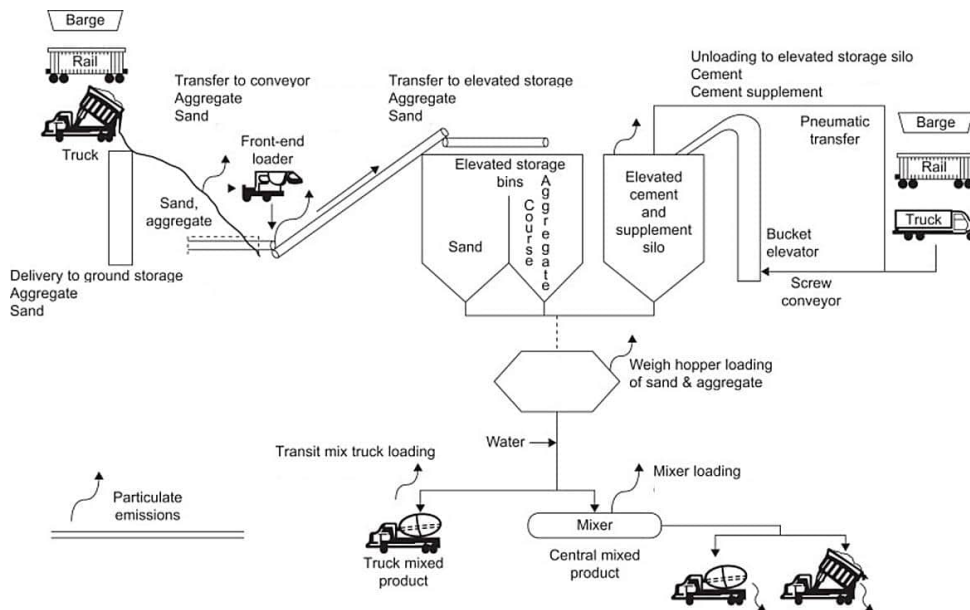 Barge
Rail
Truck
Transfer to conveyor
Aggregate
Sand
Front-end
loader
Sand,
aggregate
Delivery to ground storage
Aggregate
Sand
Transfer to elevated storage
Aggregate
Sand
Elevated storage
bins
Sand
Course
Aggregate
Elevated
cement
and
supplement
silo
Unloading to elevated storage silo
Cement
Cement supplement
Pneumatic
transfer
Barge
Rail
Truck
Bucket
elevator
Screw
conveyor
Weigh hopper loading
of sand & aggregate
Water
Transit mix truck loading
Mixer loading
Particulate
emissions
Truck mixed
product
Mixer
Central mixed
product